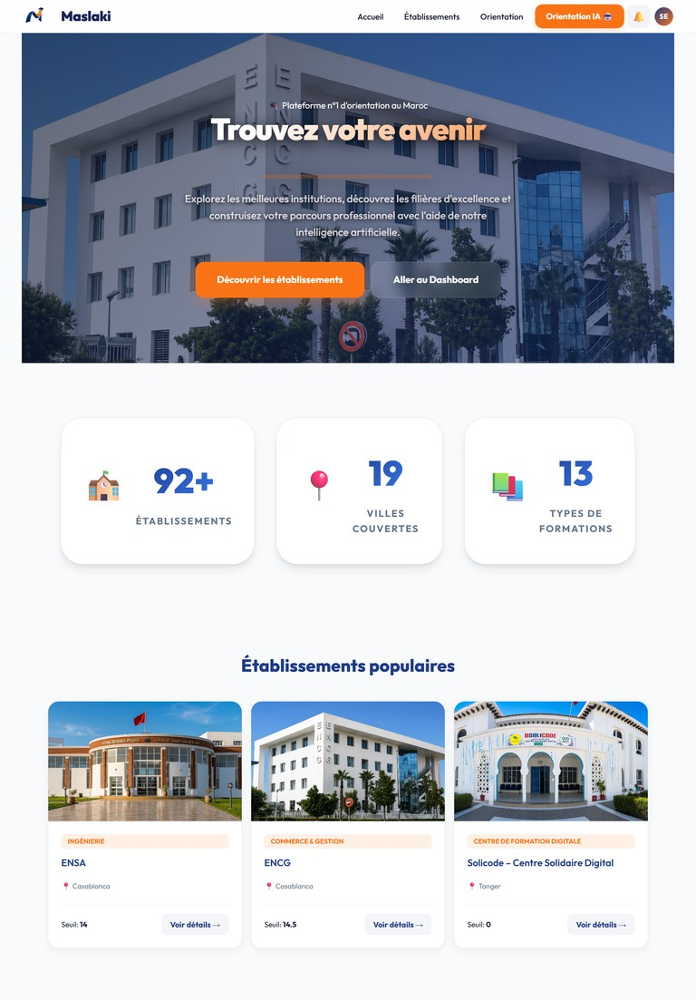 Maslaki
Accueil
Établissements
Orientation
Orientation IA
SE
Plateforme n°1 d'orientation au Maroc
Trouvez votre avenir
Explorez les meilleures institutions, découvrez les filières d'excellence et
construisez votre parcours professionnel avec l'aide de notre
intelligence artificielle.
Découvrir les établissements
Aller au Dashboard
E E
N N
C C
G G
92+
ÉTABLISSEMENTS
19
VILLES
COUVERTES
13
TYPES DE
FORMATIONS
Établissements populaires
INGÉNIERIE
ENSA
Casablanca
Seuil: 14
Voir détails →
COMMERCE & GESTION
ENCG
Casablanca
Seuil: 14.5
Voir détails →
SOLICODE
CENTRE DE FORMATION DIGITALE
Solicode – Centre Solidaire Digital
Tanger
Seuil: 0
Voir détails →